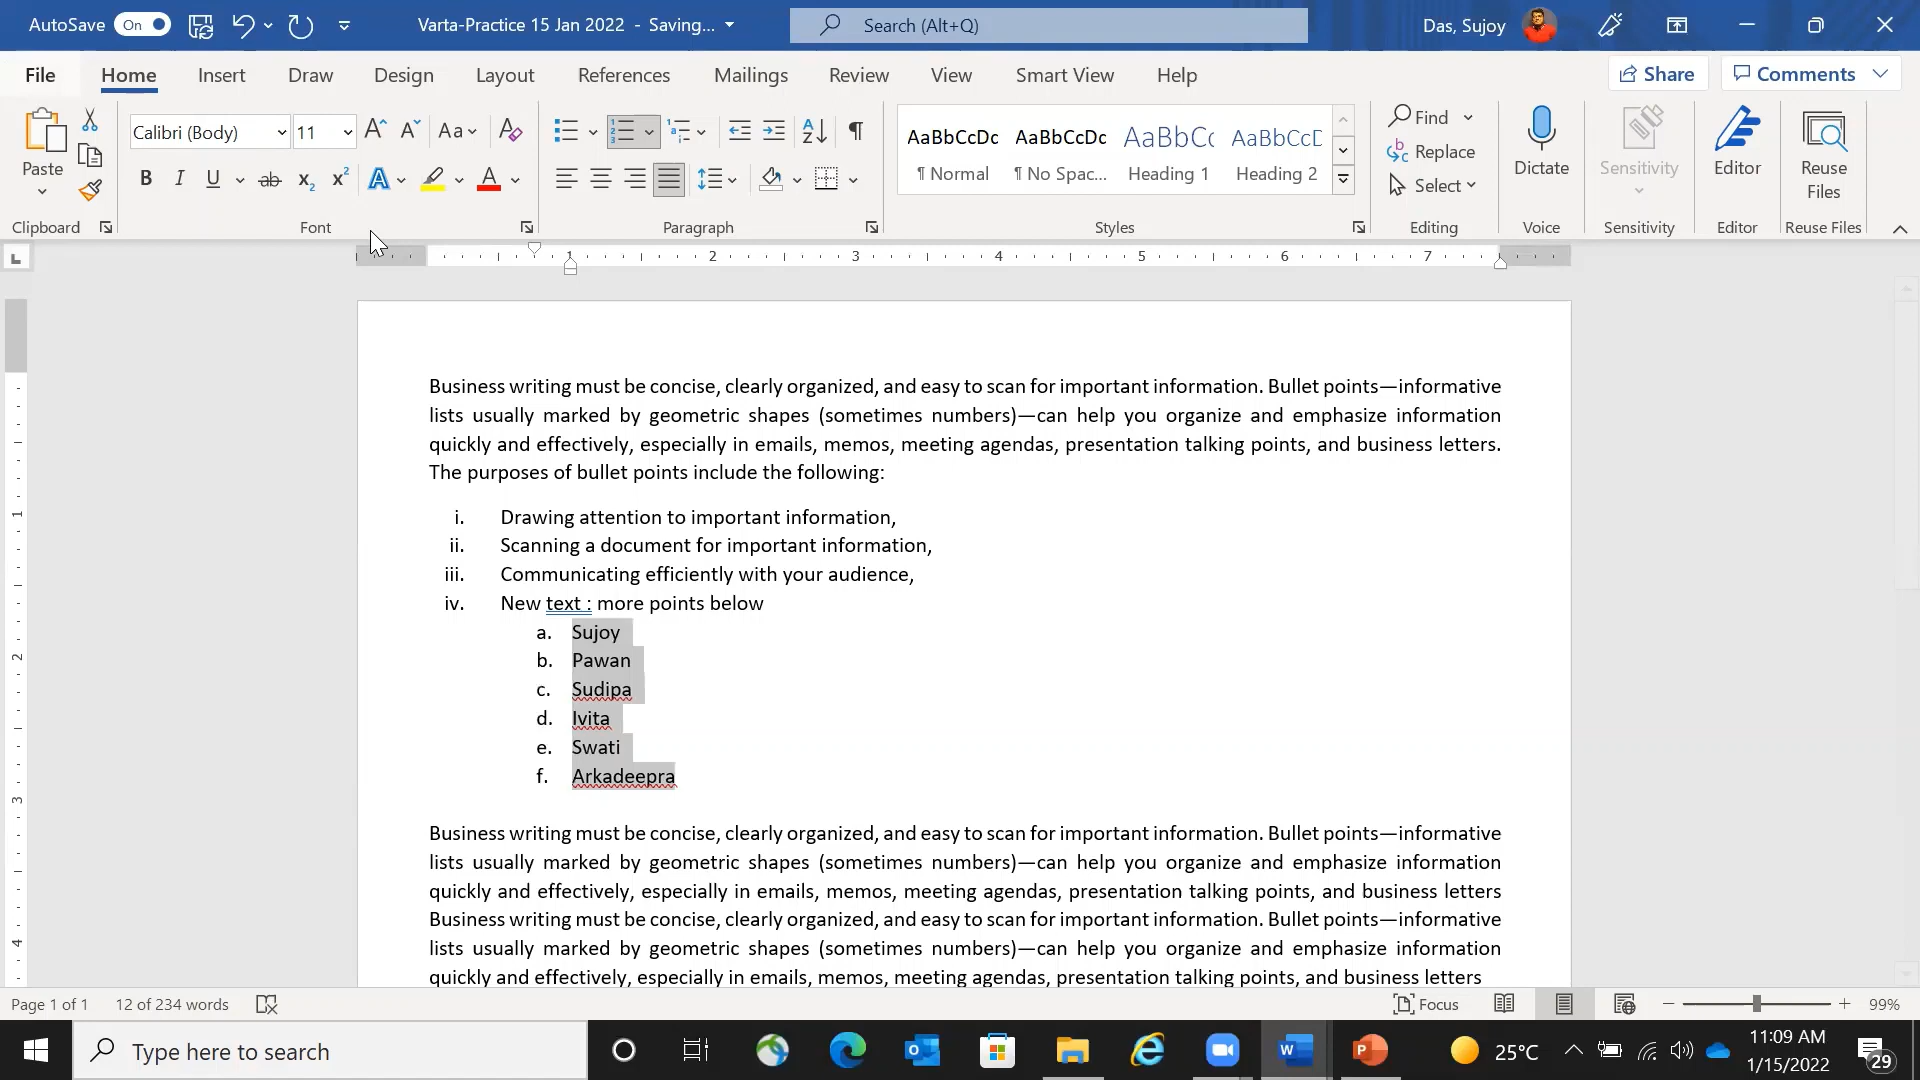 AutoSave On Varta-Practice 15 Jan 2022 - Saving... Search (Alt+Q) Das, Sujoy
File Home Insert Draw Design Layout References Mailings Review View Smart View Help Share Comments
Paste
Clipboard
Calibri (Body) 11
Font
Paragraph
AaBbCcDc AaBbCcDc AaBbCc AaBbCcD
¶ Normal ¶ No Spac... Heading 1 Heading 2
Styles
Find
Replace
Select
Editing
Dictate
Voice
Sensitivity
Sensitivity
Editor
Editor
Reuse
Files
Reuse Files
1 2 3 4 5 6 7
Business writing must be concise, clearly organized, and easy to scan for important information. Bullet points—informative
lists usually marked by geometric shapes (sometimes numbers)—can help you organize and emphasize information
quickly and effectively, especially in emails, memos, meeting agendas, presentation talking points, and business letters.
The purposes of bullet points include the following:
i. Drawing attention to important information,
ii. Scanning a document for important information,
iii. Communicating efficiently with your audience,
iv. New text : more points below
a. Sujoy
b. Pawan
c. Sudipa
d. Ivita
e. Swati
f. Arkadeepra
Business writing must be concise, clearly organized, and easy to scan for important information. Bullet points—informative
lists usually marked by geometric shapes (sometimes numbers)—can help you organize and emphasize information
quickly and effectively, especially in emails, memos, meeting agendas, presentation talking points, and business letters
Business writing must be concise, clearly organized, and easy to scan for important information. Bullet points—informative
lists usually marked by geometric shapes (sometimes numbers)—can help you organize and emphasize information
quickly and effectively, especially in emails, memos, meeting agendas, presentation talking points, and business letters
1
2
3
4
Page 1 of 1 12 of 234 words Focus 99%
Type here to search 25°C 11:09 AM
1/15/2022
29